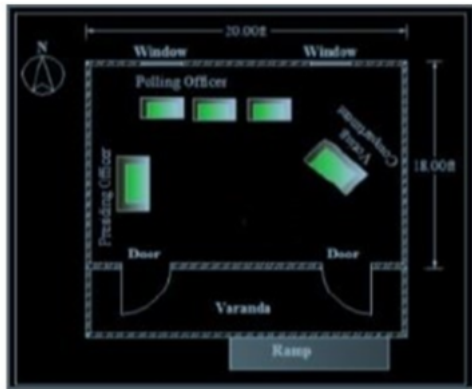 20.00ft
N
Window
Window
Polling Officer
Voting
Compartment
18.00ft
Presiding Officer
Door
Door
Varanda
Ramp